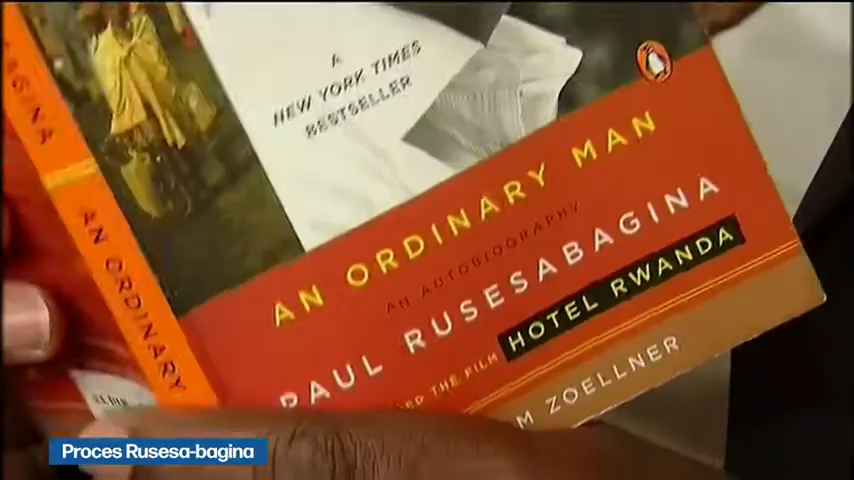 A
NEW YORK TIMES
BESTSELLER
AN ORDINARY MAN
AN AUTOBIOGRAPHY
PAUL RUSESABAGINA
THE FILM HOTEL RWANDA
M ZOELLNER
BAGINA
AN ORDINARY
Proces Rusesa-bagina